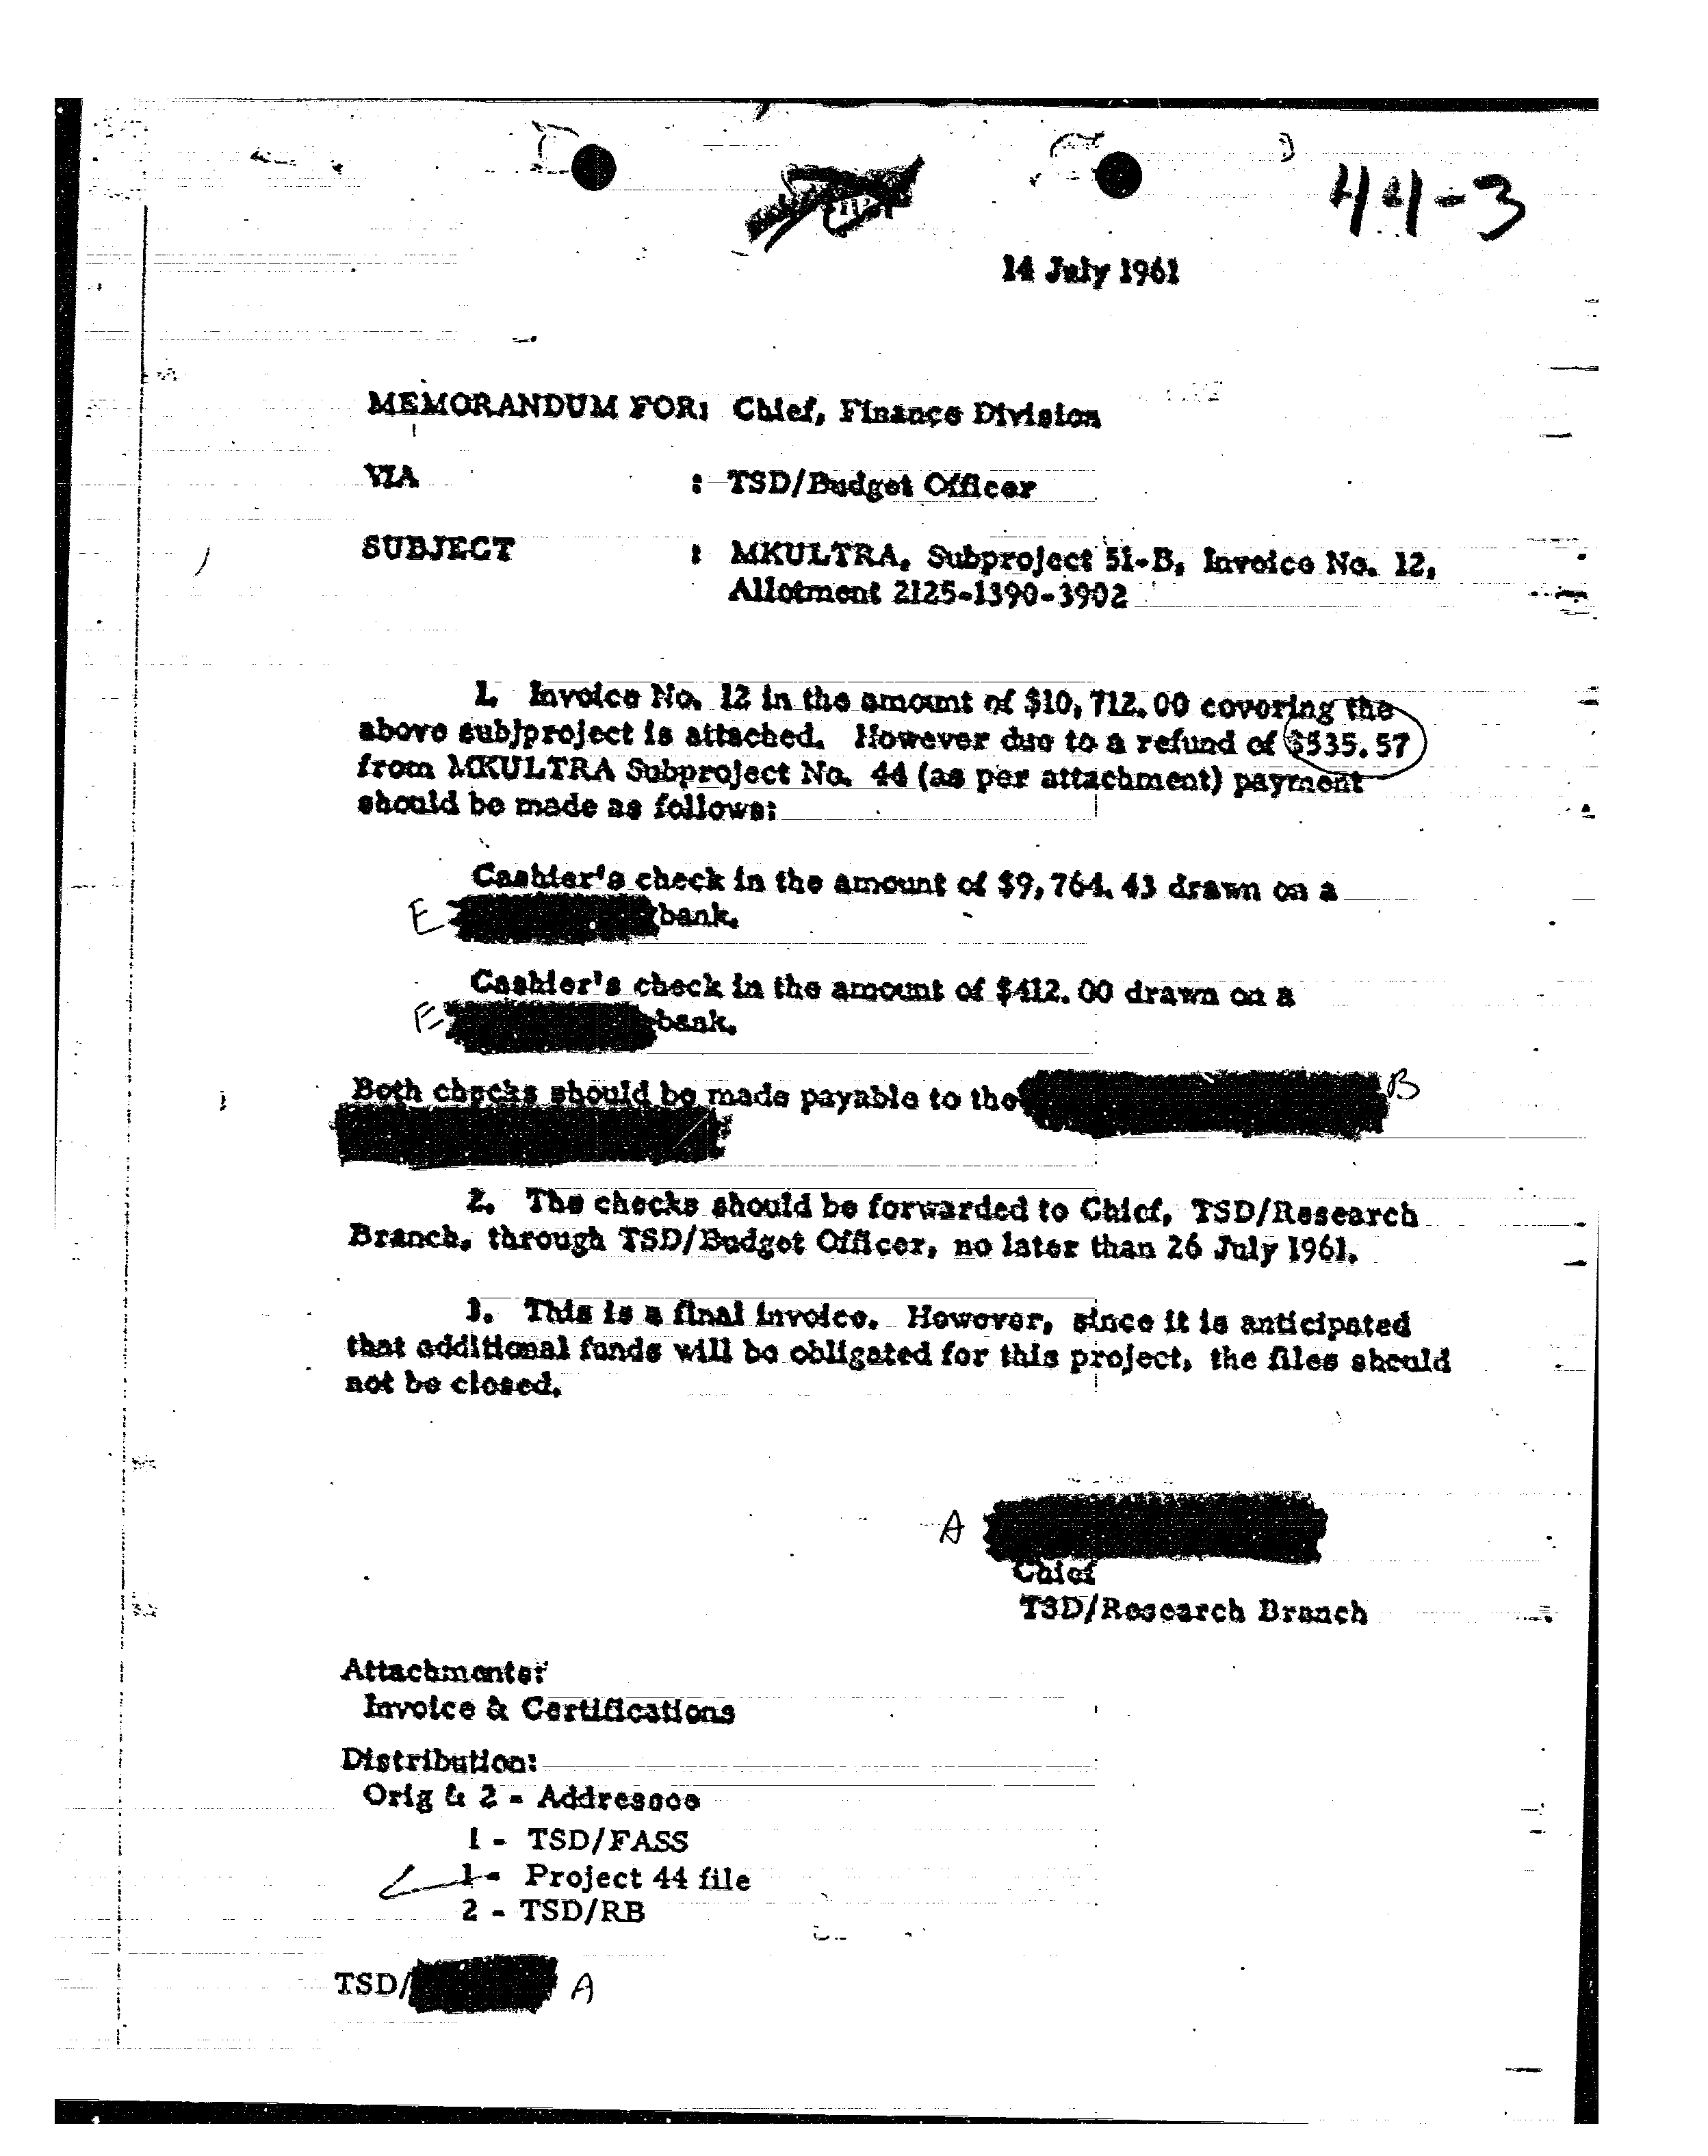 44-3
14 July 1961
MEMORANDUM FOR: Chief, Finance Division
VIA : TSD/Budget Officer
SUBJECT : MKULTRA, Subproject 51-B, Invoice No. 12,
Allotment 2125-1390-3902
1. Invoice No. 12 in the amount of $10,712.00 covering the
above subjproject is attached. However due to a refund of $535.57
from MKULTRA Subproject No. 44 (as per attachment) payment
should be made as follows:
Cashier's check in the amount of $9,764.43 drawn on a
E bank.
Cashier's check in the amount of $412.00 drawn on a
E bank.
Both checks should be made payable to the B
2. The checks should be forwarded to Chief, TSD/Research
Branch, through TSD/Budget Officer, no later than 26 July 1961.
3. This is a final invoice. However, since it is anticipated
that additional funds will be obligated for this project, the files should
not be closed.
A
Chief
TSD/Research Branch
Attachments:
Invoice & Certifications
Distribution:
Orig & 2 - Addressee
1 - TSD/FASS
1 - Project 44 file
2 - TSD/RB
TSD/ A